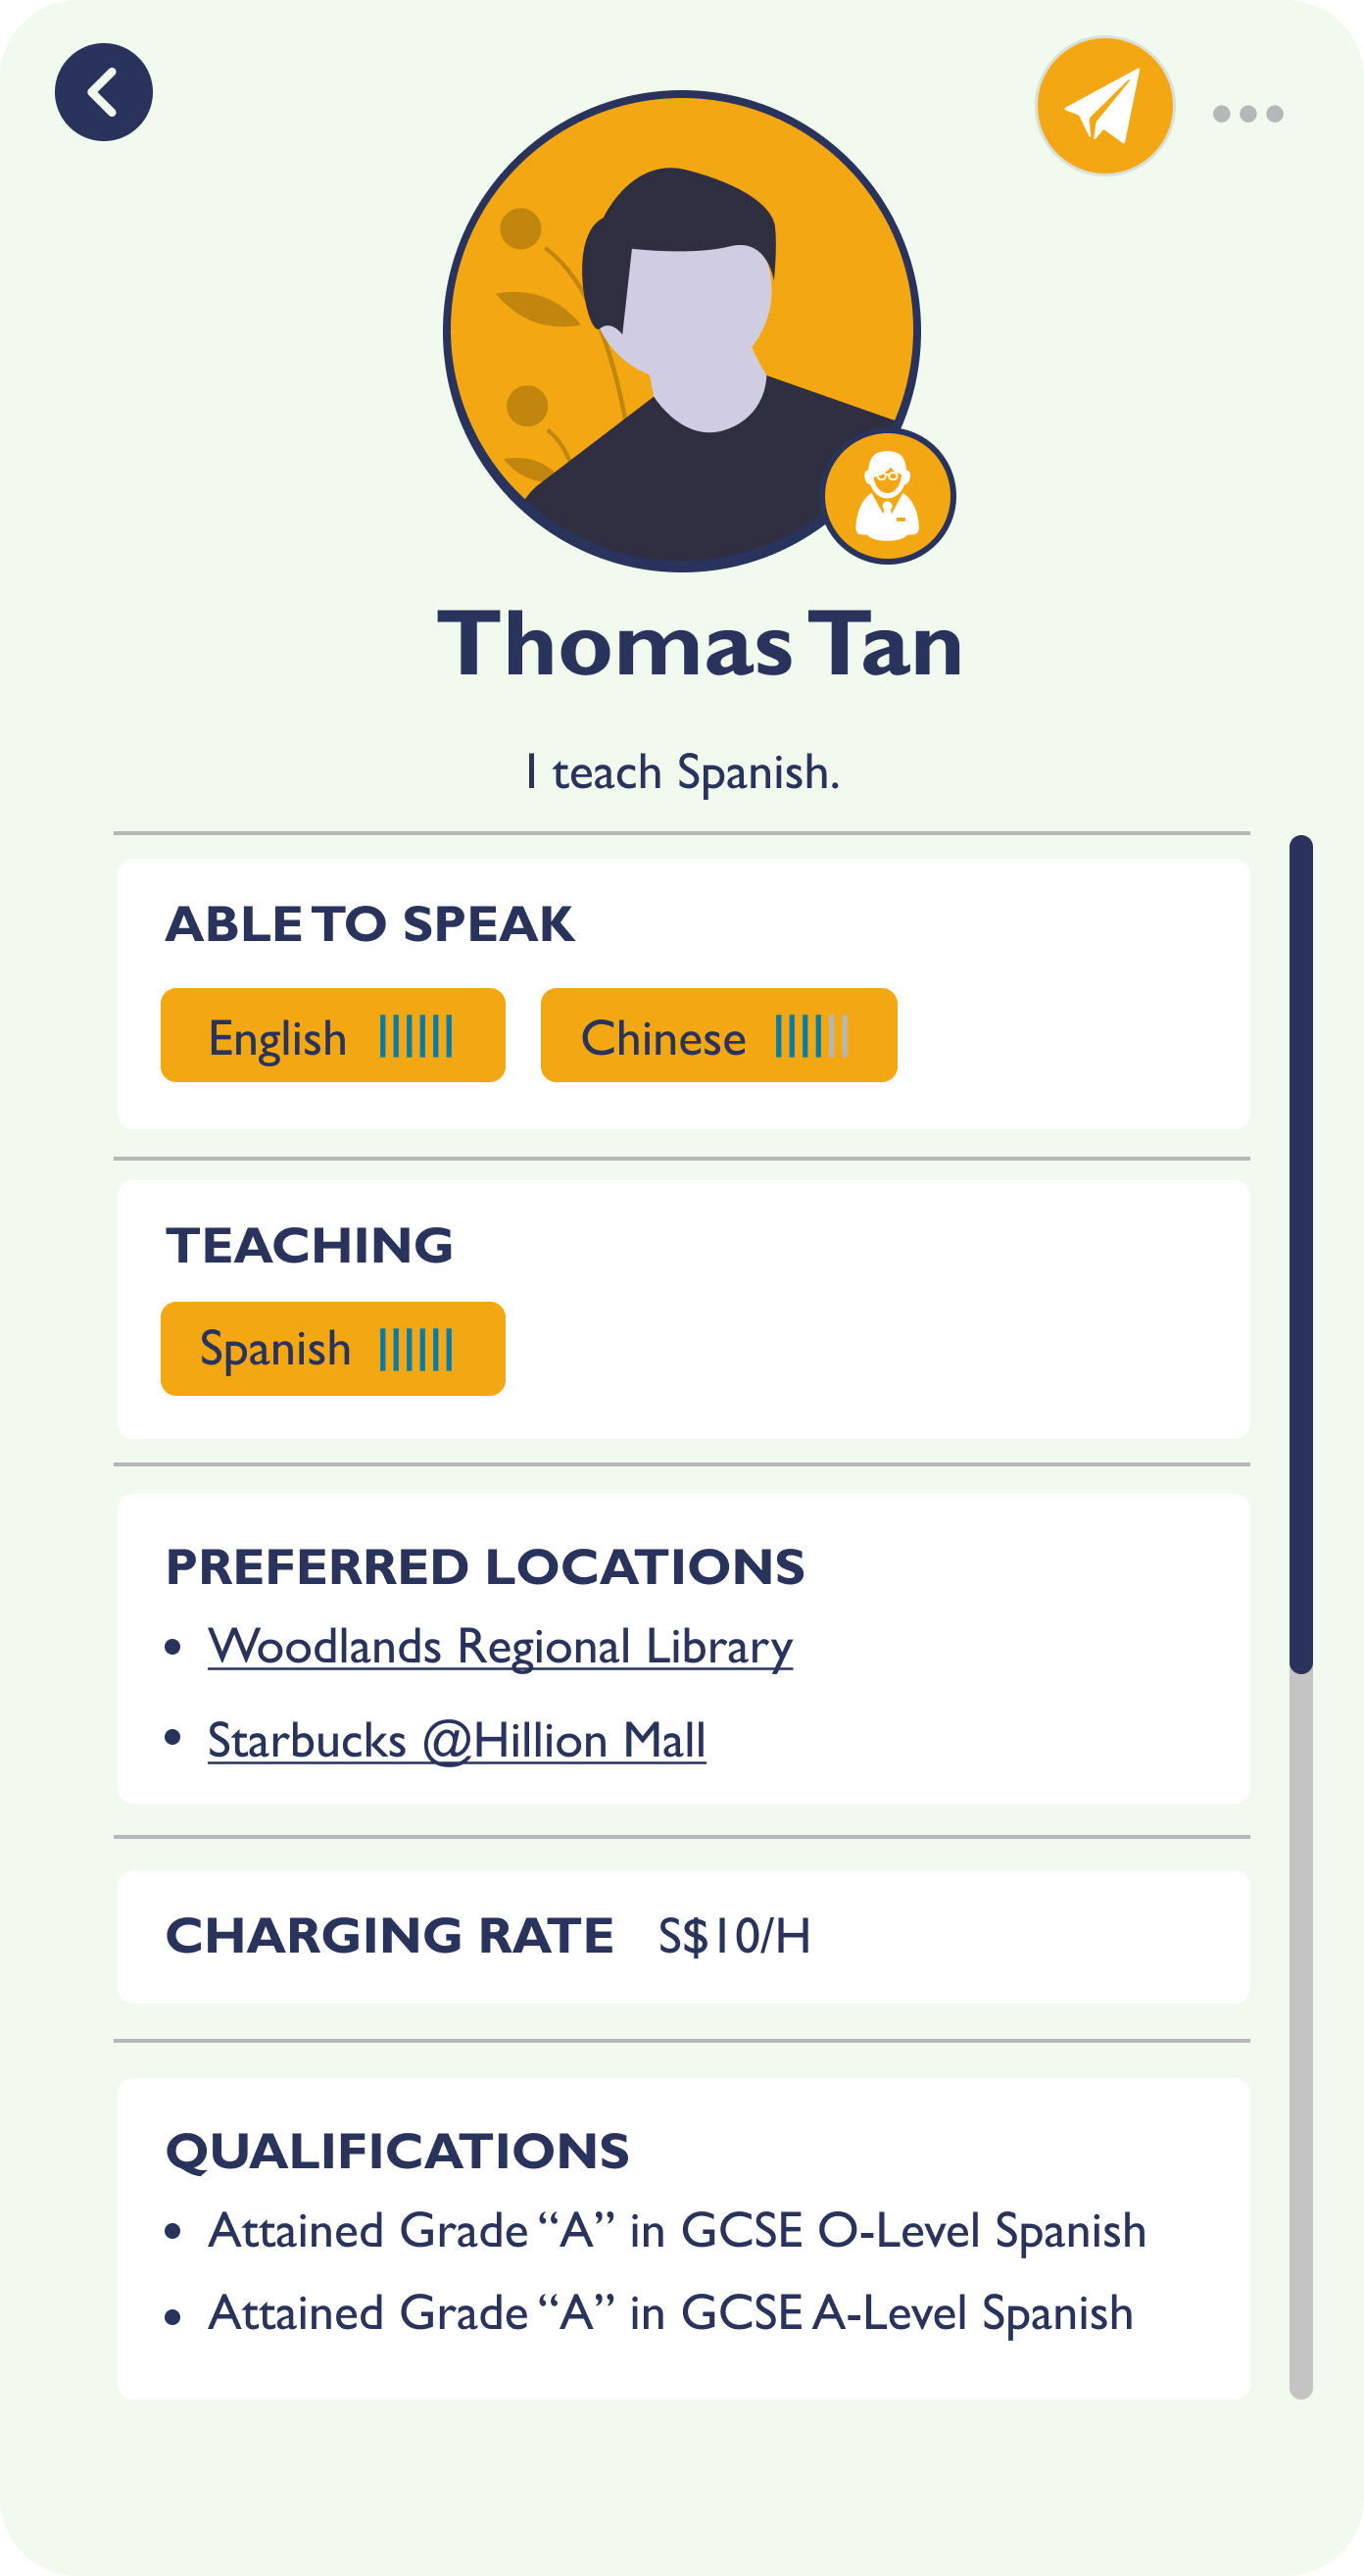 Thomas Tan
I teach Spanish.
ABLE TO SPEAK
English
Chinese
TEACHING
Spanish
PREFERRED LOCATIONS
• Woodlands Regional Library
• Starbucks @Hillion Mall
CHARGING RATE S$10/H
QUALIFICATIONS
• Attained Grade “A” in GCSE O-Level Spanish
• Attained Grade “A” in GCSE A-Level Spanish